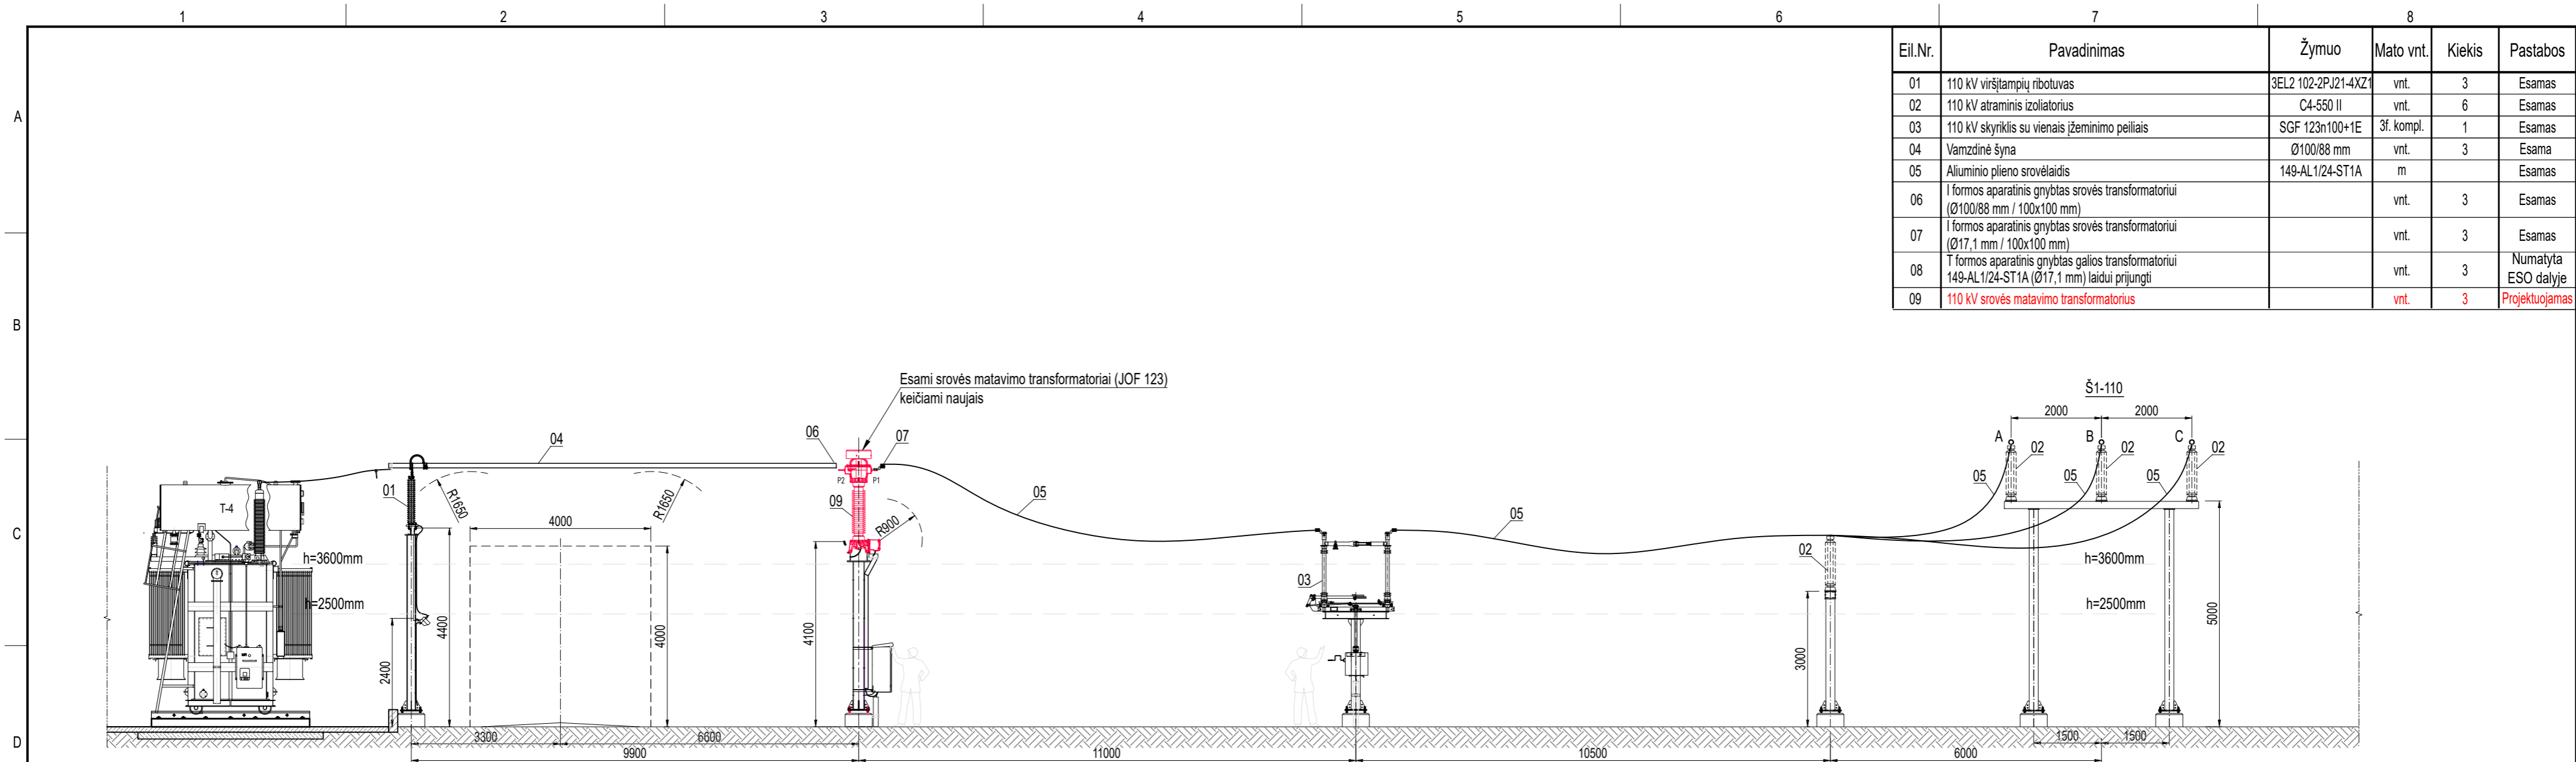 1 2 3 4 5 6 7 8
A
B
C
D
Eil.Nr. Pavadinimas Žymuo Mato vnt. Kiekis Pastabos
01 110 kV viršįtampių ribotuvas 3EL2 102-2PJ21-4XZ1 vnt. 3 Esamas
02 110 kV atraminis izoliatorius C4-550 II vnt. 6 Esamas
03 110 kV skyriklis su vienais įžeminimo peiliais SGF 123n100+1E 3f. kompl. 1 Esamas
04 Vamzdinė šyna Ø100/88 mm vnt. 3 Esama
05 Aliuminio plieno srovėlaidis 149-AL1/24-ST1A m Esamas
06 I formos aparatinis gnybtas srovės transformatoriui
(Ø100/88 mm / 100x100 mm) vnt. 3 Esamas
07 I formos aparatinis gnybtas srovės transformatoriui
(Ø17,1 mm / 100x100 mm) vnt. 3 Esamas
08 T formos aparatinis gnybtas galios transformatoriui
149-AL1/24-ST1A (Ø17,1 mm) laidui prijungti vnt. 3 Numatyta
ESO dalyje
09 110 kV srovės matavimo transformatorius vnt. 3 Projektuojamas
Esami srovės matavimo transformatoriai (JOF 123)
keičiami naujais
Š1-110
2000 2000
A B C
02 02 02
05 05 05
04
06
07
P2 P1
T-4
01
R1650
R1650
09
R900
05
05
4000
h=3600mm
h=2500mm
4400
2400
4000
4100
03
02
3000
h=3600mm
h=2500mm
5000
3300 6600
9900
11000
10500
6000
1500 1500